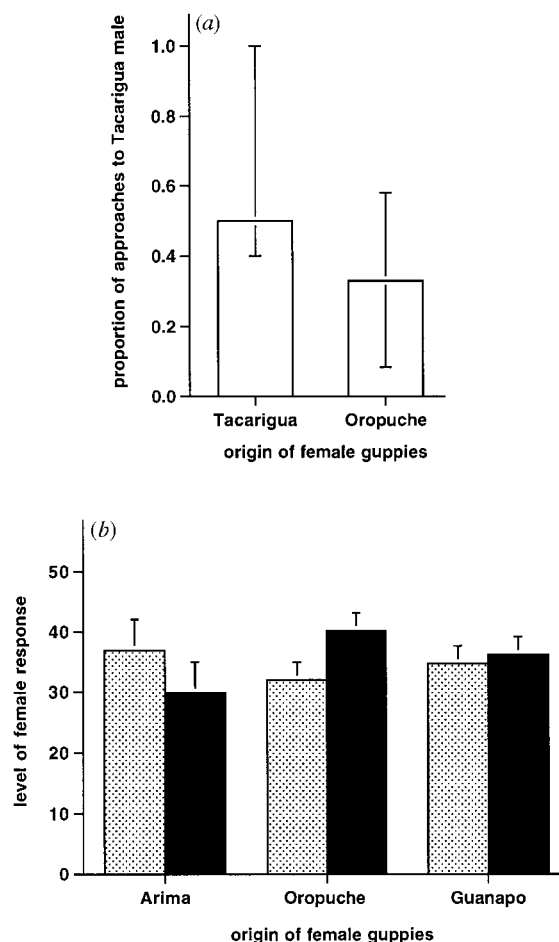 (a)
proportion of approaches to Tacarigua male
1.0
0.8
0.6
0.4
0.2
0.0
Tacarigua Oropuche
origin of female guppies
(b)
level of female response
50
40
30
20
10
0
Arima Oropuche Guanapo
origin of female guppies